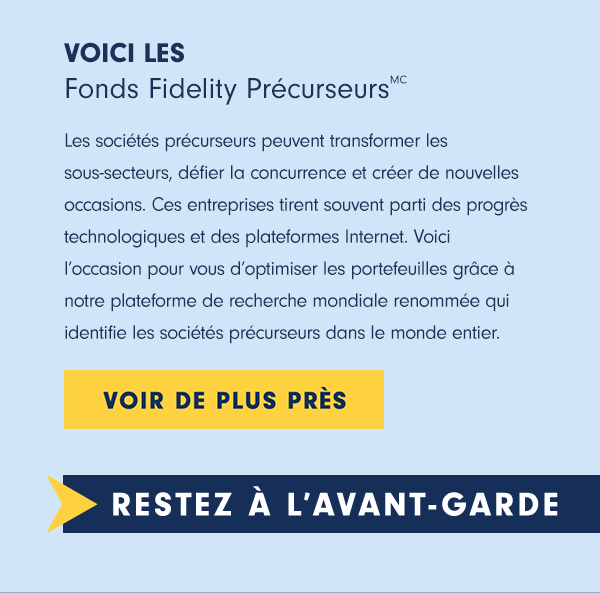 VOICI LES
Fonds Fidelity Précurseurs MC
Les sociétés précurseurs peuvent transformer les
sous-secteurs, défier la concurrence et créer de nouvelles
occasions. Ces entreprises tirent souvent parti des progrès
technologiques et des plateformes Internet. Voici
l’occasion pour vous d’optimiser les portefeuilles grâce à
notre plateforme de recherche mondiale renommée qui
identifie les sociétés précurseurs dans le monde entier.
VOIR DE PLUS PRÈS
RESTEZ À L’AVANT-GARDE